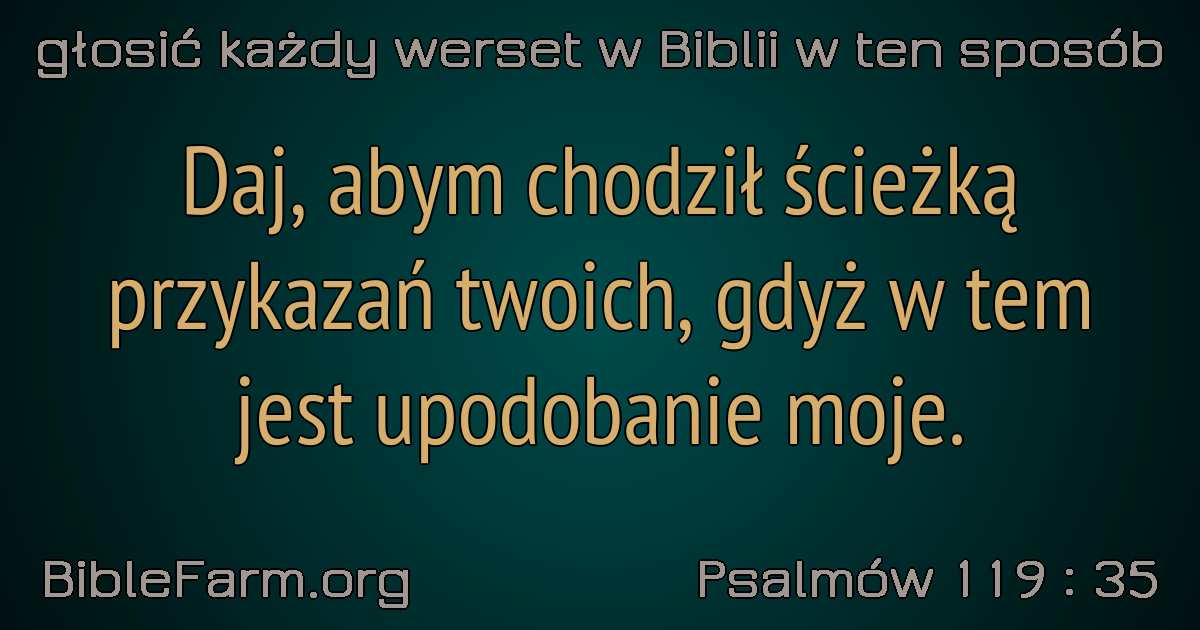 głosić każdy werset w Biblii w ten sposób
Daj, abym chodził ścieżką
przykazań twoich, gdyż w tem
jest upodobanie moje.
BibleFarm.org
Psalmów 119 : 35